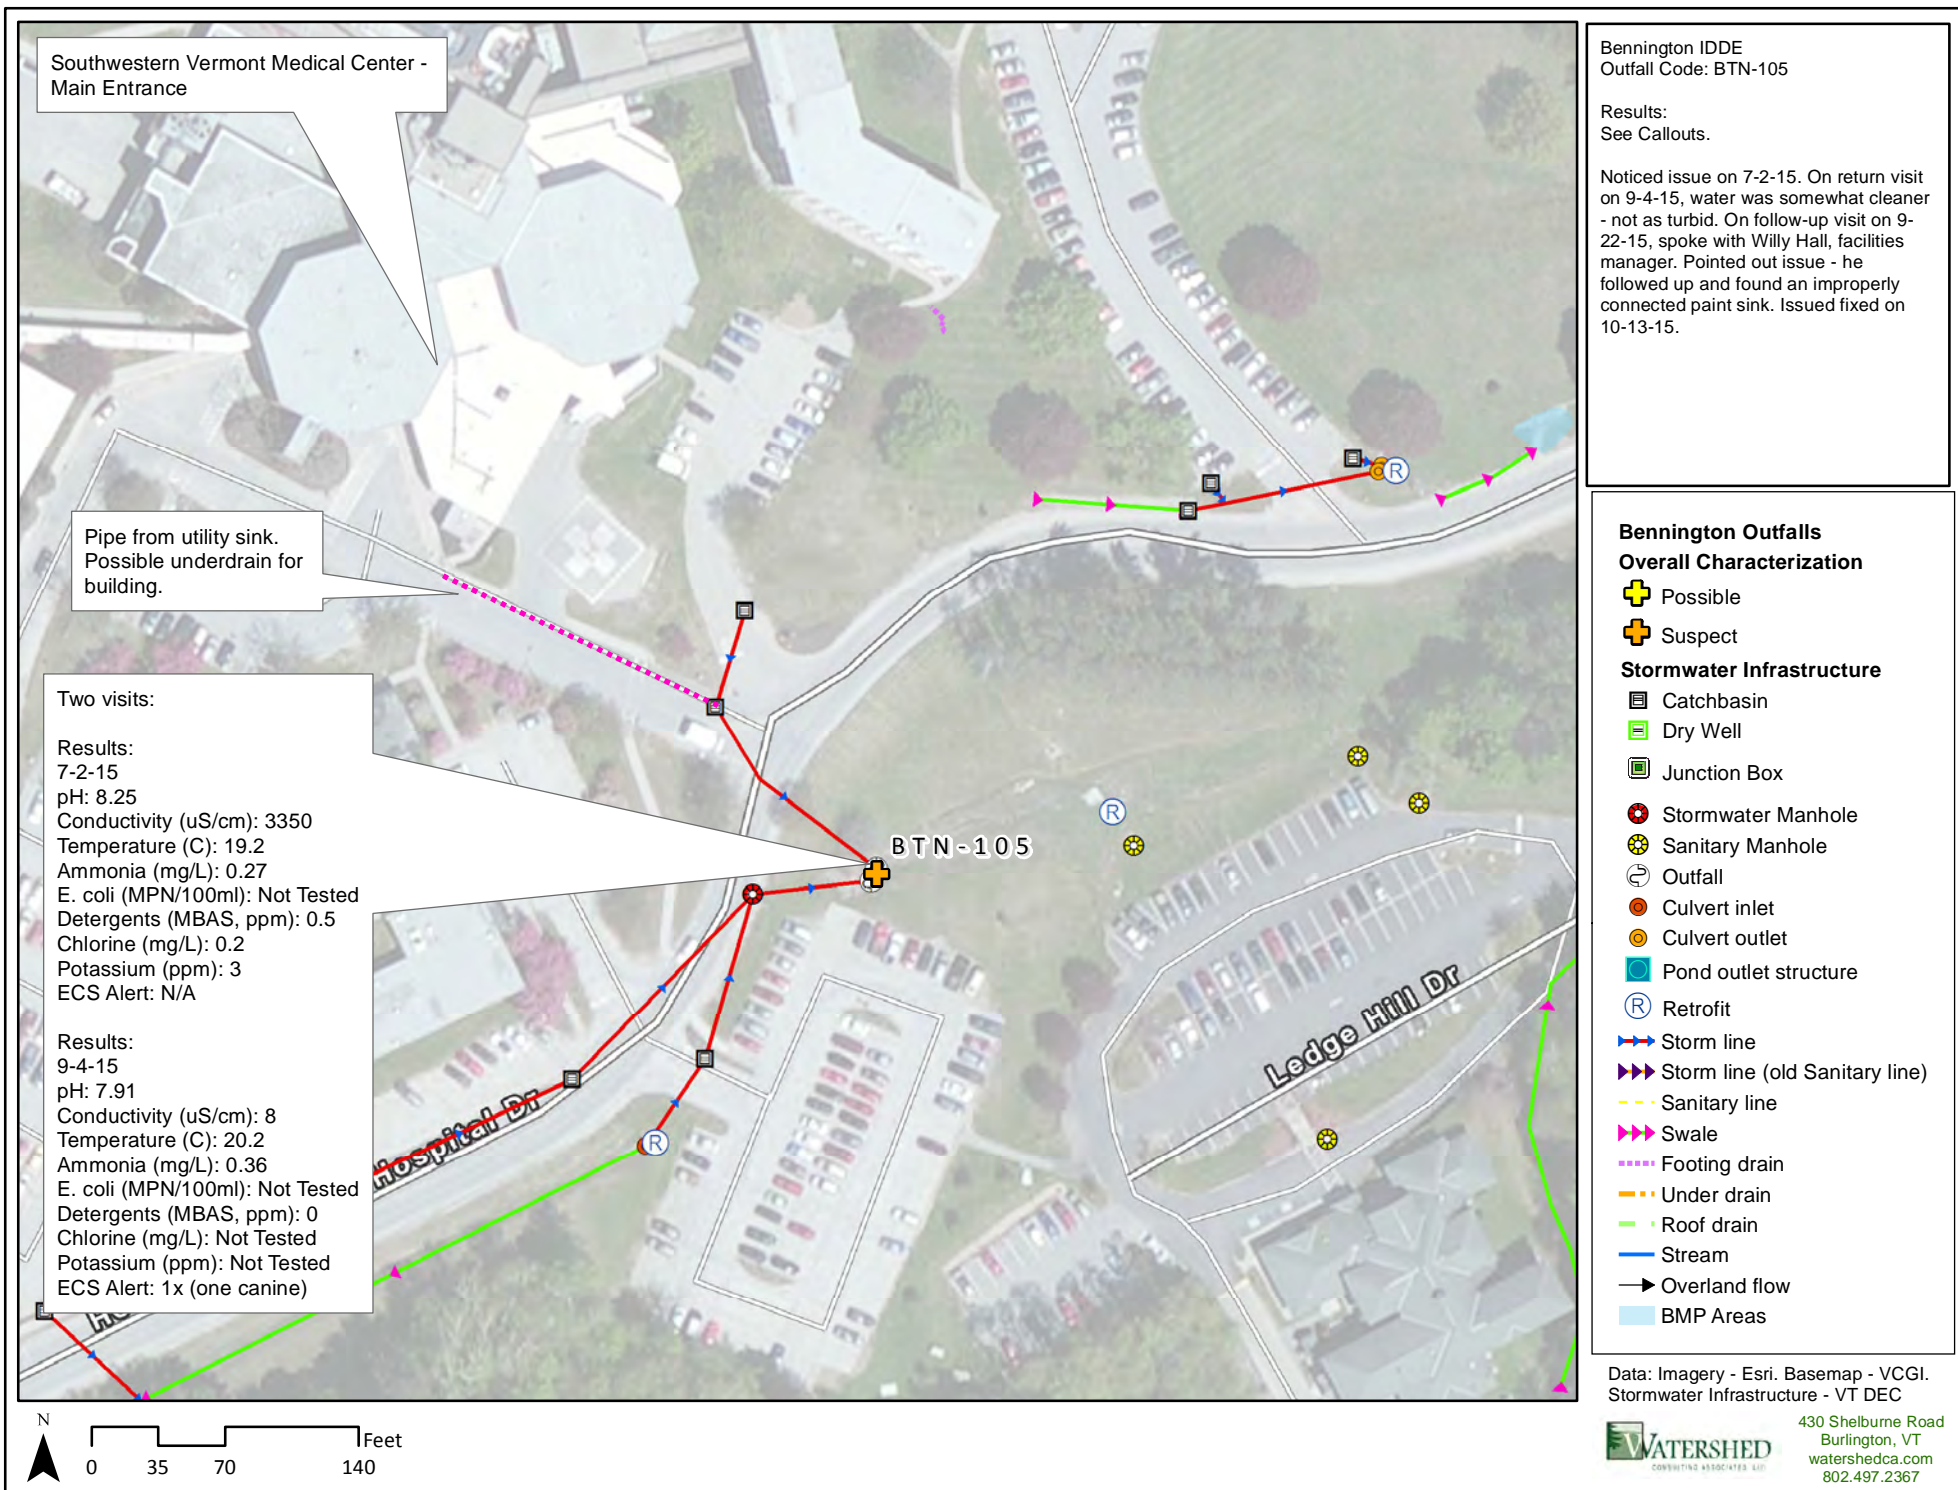 Southwestern Vermont Medical Center -
Main Entrance
Pipe from utility sink.
Possible underdrain for
building.
Two visits:
Results:
7-2-15
pH: 8.25
Conductivity (uS/cm): 3350
Temperature (C): 19.2
Ammonia (mg/L): 0.27
E. coli (MPN/100ml): Not Tested
Detergents (MBAS, ppm): 0.5
Chlorine (mg/L): 0.2
Potassium (ppm): 3
ECS Alert: N/A
Results:
9-4-15
pH: 7.91
Conductivity (uS/cm): 8
Temperature (C): 20.2
Ammonia (mg/L): 0.36
E. coli (MPN/100ml): Not Tested
Detergents (MBAS, ppm): 0
Chlorine (mg/L): Not Tested
Potassium (ppm): Not Tested
ECS Alert: 1x (one canine)
R
R
BTN-105
R
Hospital Dr
Ledge Hill Dr
N
0 35 70 140
Feet
Bennington IDDE
Outfall Code: BTN-105
Results:
See Callouts.
Noticed issue on 7-2-15. On return visit
on 9-4-15, water was somewhat cleaner
- not as turbid. On follow-up visit on 9-
22-15, spoke with Willy Hall, facilities
manager. Pointed out issue - he
followed up and found an improperly
connected paint sink. Issued fixed on
10-13-15.
Bennington Outfalls
Overall Characterization
Possible
Suspect
Stormwater Infrastructure
Catchbasin
Dry Well
Junction Box
Stormwater Manhole
Sanitary Manhole
Outfall
Culvert inlet
Culvert outlet
Pond outlet structure
R Retrofit
Storm line
Storm line (old Sanitary line)
Sanitary line
Swale
Footing drain
Under drain
Roof drain
Stream
Overland flow
BMP Areas
Data: Imagery - Esri. Basemap - VCGI.
Stormwater Infrastructure - VT DEC
WATERSHED
CONSULTING ASSOCIATES, LLC
430 Shelburne Road
Burlington, VT
watershedca.com
802.497.2367